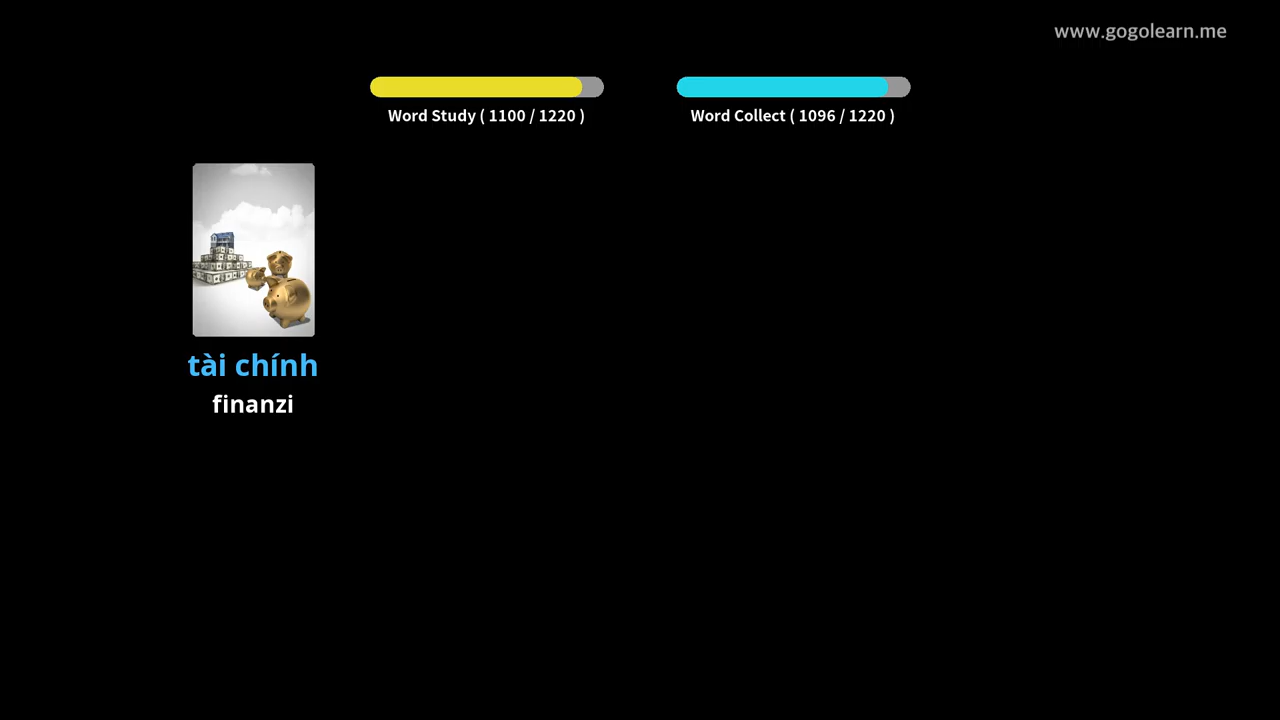 www.gogolearn.me
Word Study ( 1100 / 1220 )
Word Collect ( 1096 / 1220 )
tài chính
finanzi